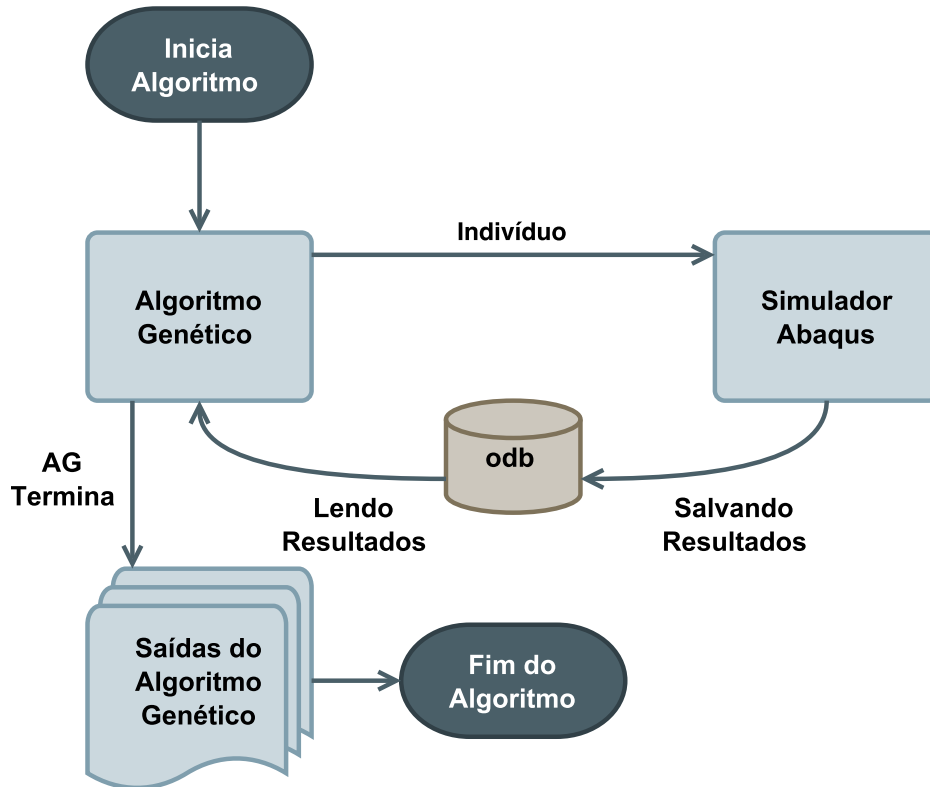 Inicia
Algoritmo
Indivíduo
Algoritmo
Genético
Simulador
Abaqus
odb
AG
Termina
Lendo
Resultados
Salvando
Resultados
Saídas do
Algoritmo
Genético
Fim do
Algoritmo